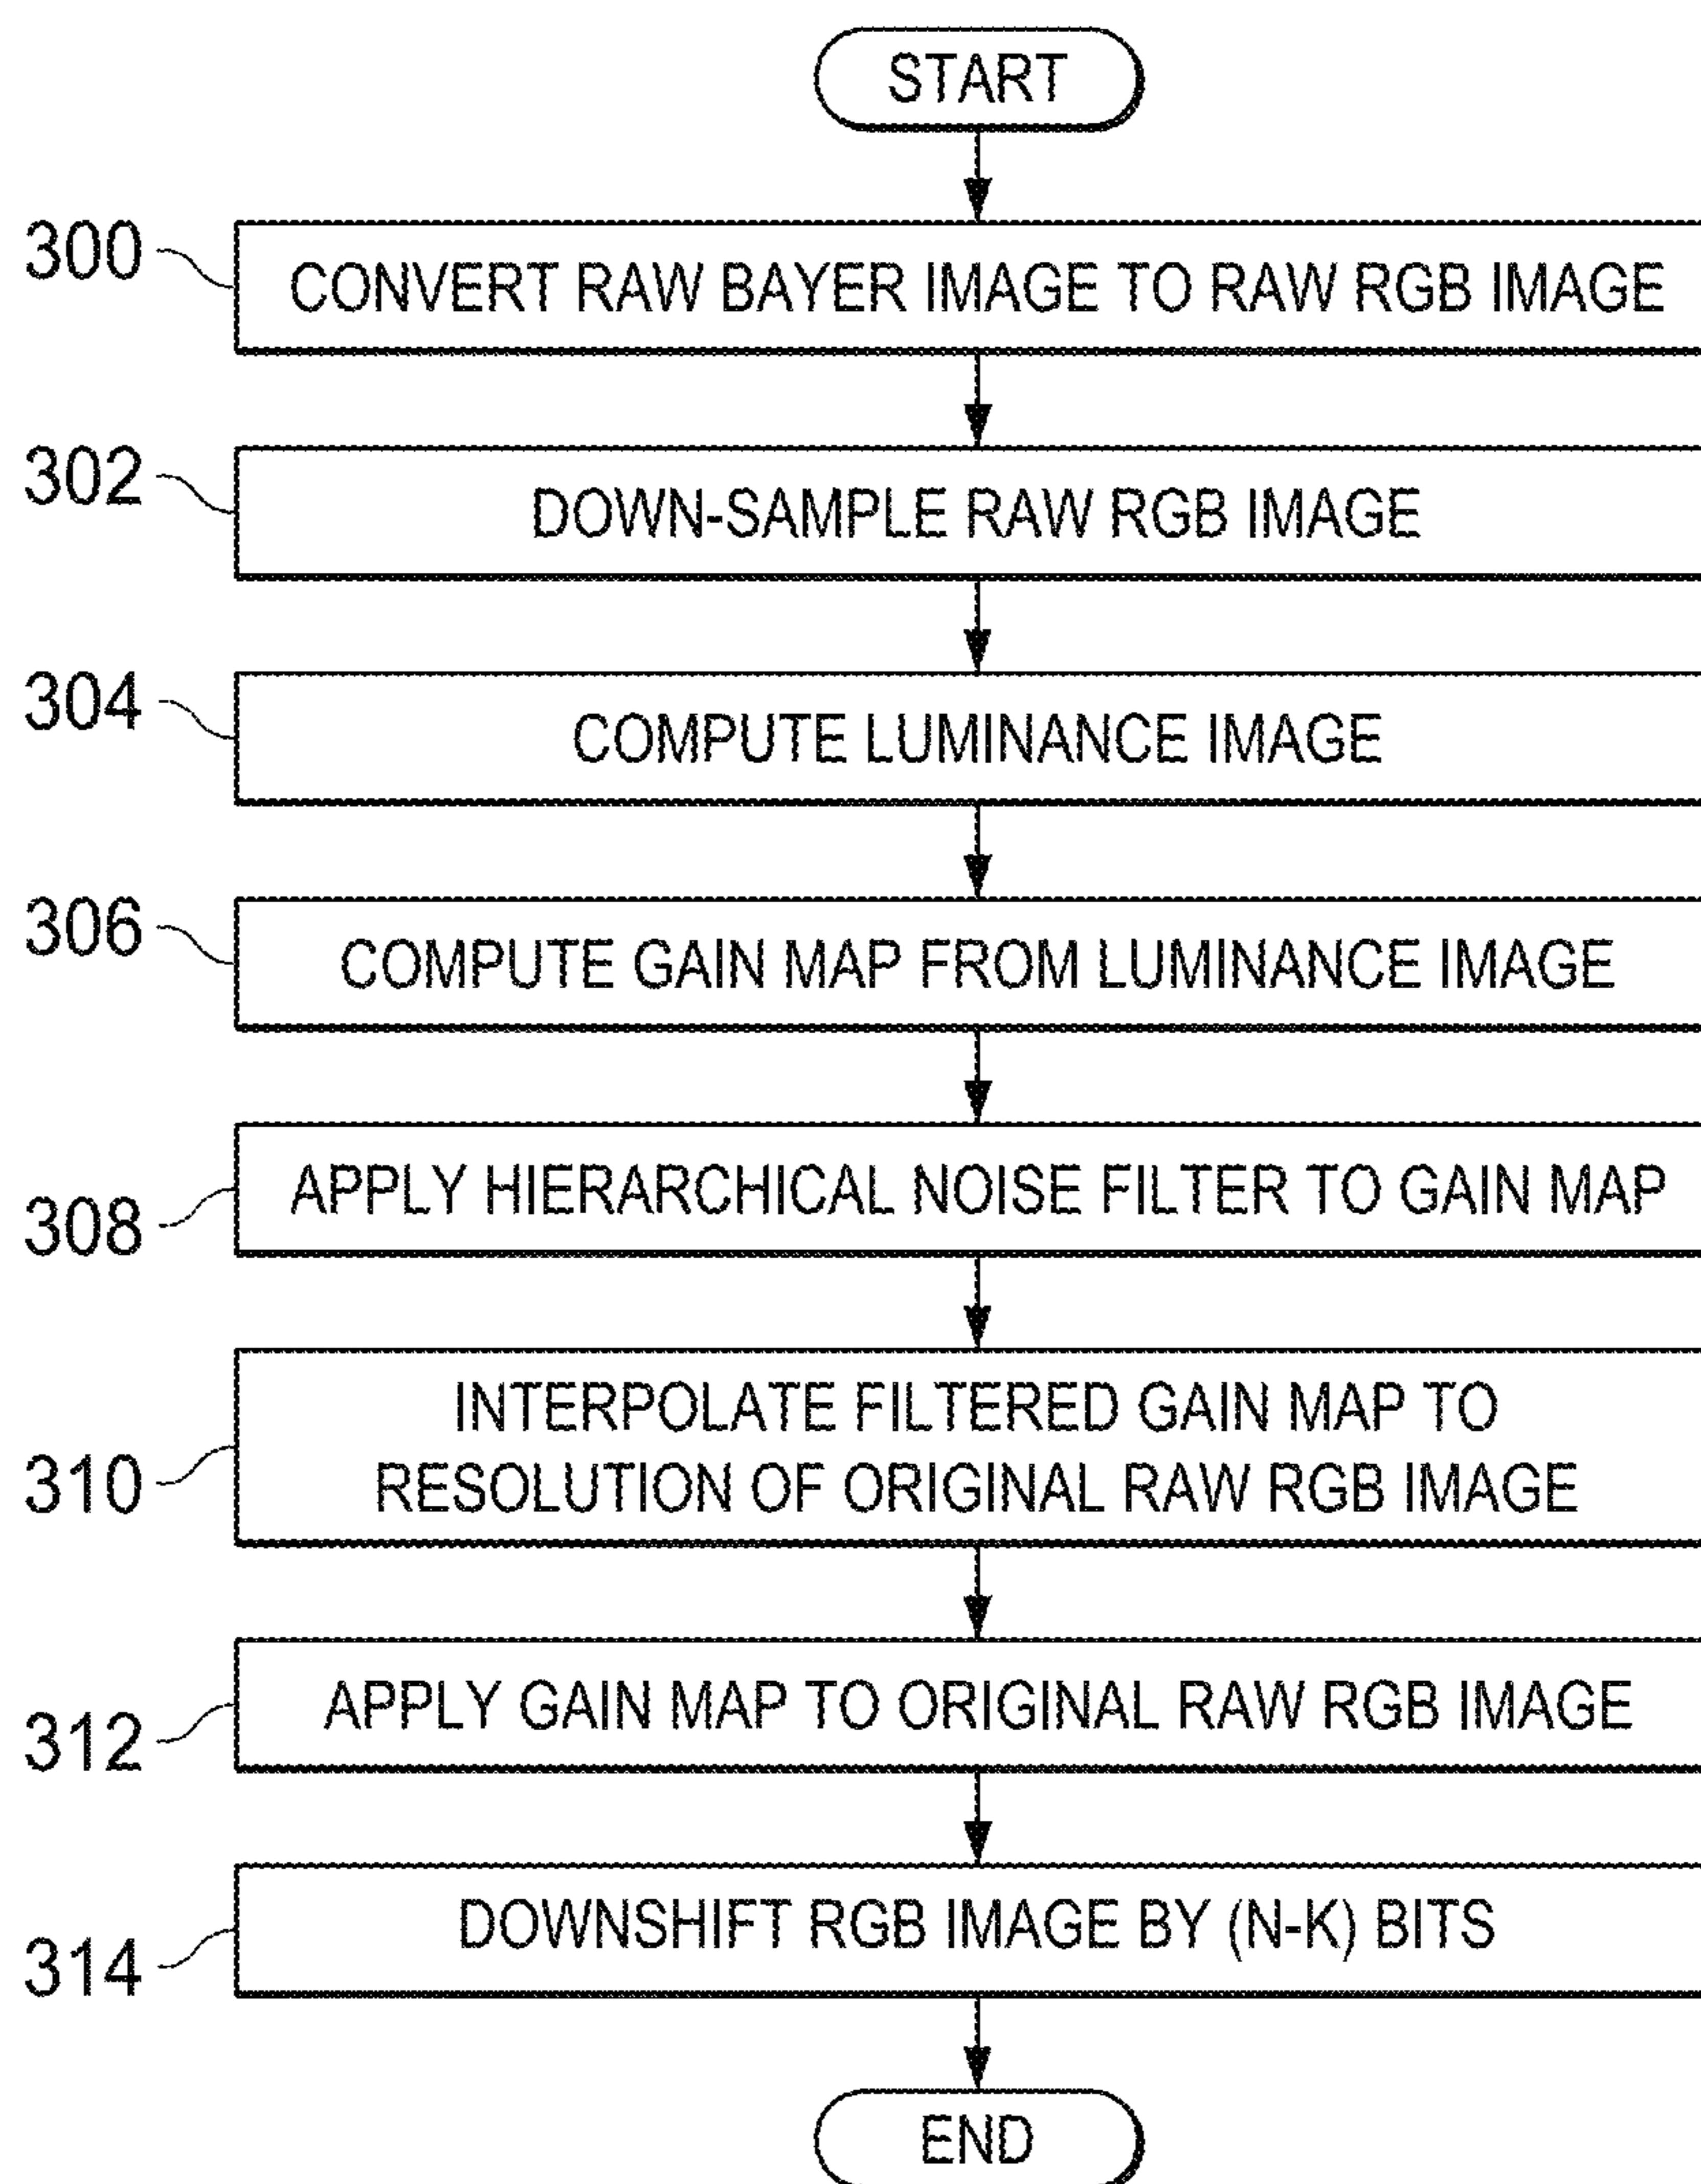 START
300
CONVERT RAW BAYER IMAGE TO RAW RGB IMAGE
302
DOWN-SAMPLE RAW RGB IMAGE
304
COMPUTE LUMINANCE IMAGE
306
COMPUTE GAIN MAP FROM LUMINANCE IMAGE
308
APPLY HIERARCHICAL NOISE FILTER TO GAIN MAP
310
INTERPOLATE FILTERED GAIN MAP TO
RESOLUTION OF ORIGINAL RAW RGB IMAGE
312
APPLY GAIN MAP TO ORIGINAL RAW RGB IMAGE
314
DOWNSHIFT RGB IMAGE BY (N-K) BITS
END